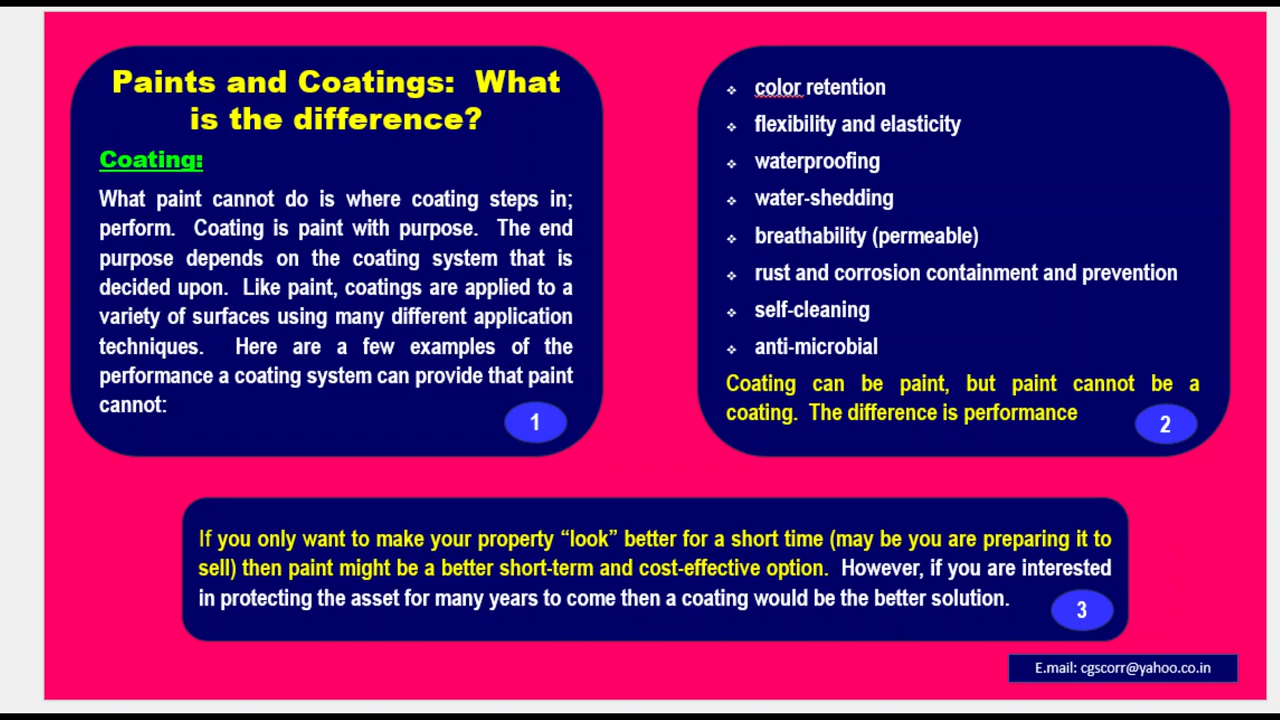 Paints and Coatings: What
is the difference?
Coating:
What paint cannot do is where coating steps in;
perform. Coating is paint with purpose. The end
purpose depends on the coating system that is
decided upon. Like paint, coatings are applied to a
variety of surfaces using many different application
techniques. Here are a few examples of the
performance a coating system can provide that paint
cannot:
1
❖ color retention
❖ flexibility and elasticity
❖ waterproofing
❖ water-shedding
❖ breathability (permeable)
❖ rust and corrosion containment and prevention
❖ self-cleaning
❖ anti-microbial
Coating can be paint, but paint cannot be a
coating. The difference is performance
2
If you only want to make your property “look” better for a short time (may be you are preparing it to
sell) then paint might be a better short-term and cost-effective option. However, if you are interested
in protecting the asset for many years to come then a coating would be the better solution.
3
E.mail: cgscorr@yahoo.co.in